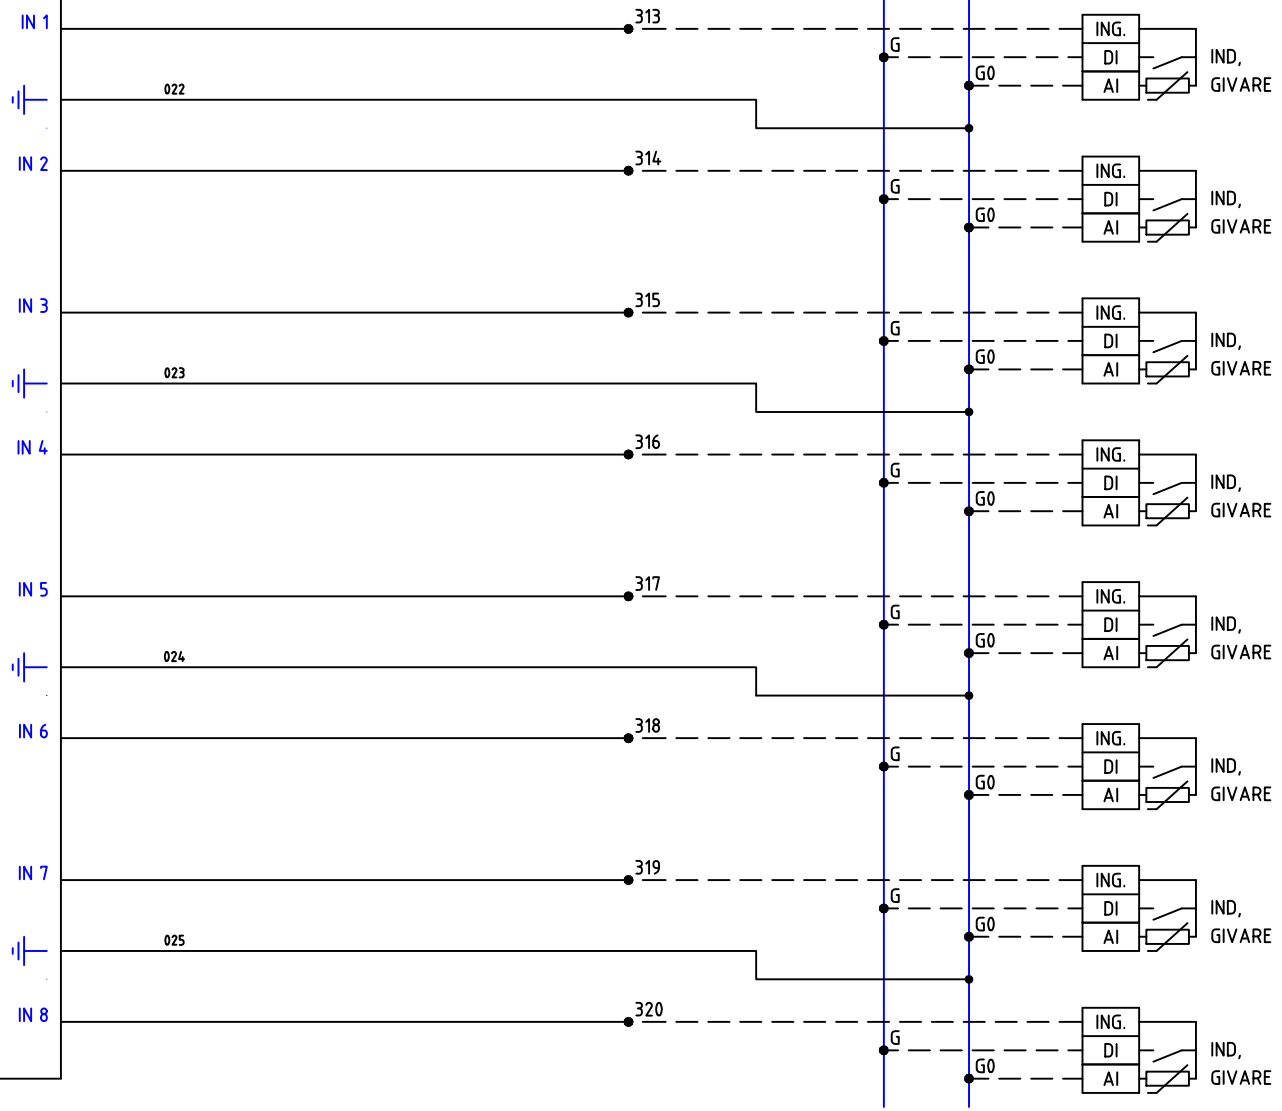 IN 1 313 ING.
G DI IND,
G0 AI GIVARE
022
IN 2 314 ING.
G DI IND,
G0 AI GIVARE
IN 3 315 ING.
G DI IND,
G0 AI GIVARE
023
IN 4 316 ING.
G DI IND,
G0 AI GIVARE
IN 5 317 ING.
G DI IND,
G0 AI GIVARE
024
IN 6 318 ING.
G DI IND,
G0 AI GIVARE
IN 7 319 ING.
G DI IND,
G0 AI GIVARE
025
IN 8 320 ING.
G DI IND,
G0 AI GIVARE